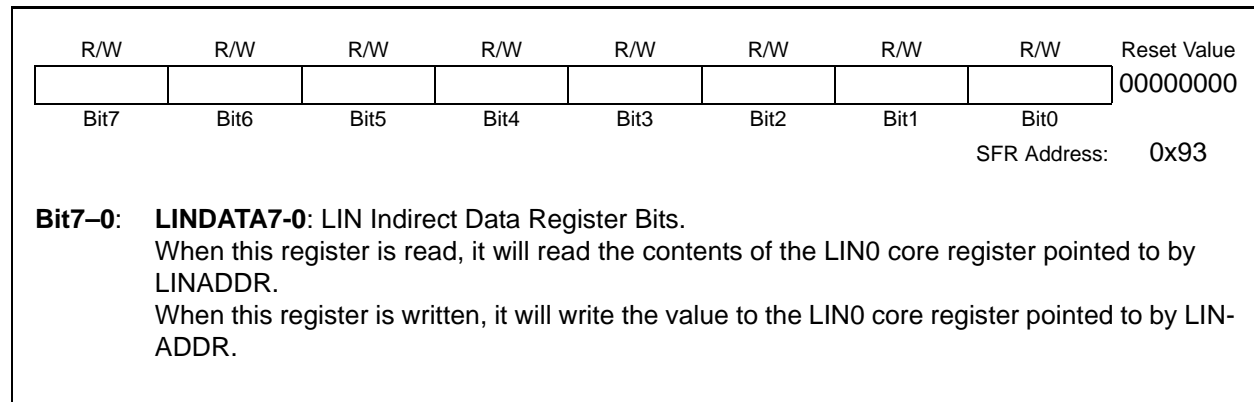 R/W R/W R/W R/W R/W R/W R/W R/W Reset Value
00000000
Bit7 Bit6 Bit5 Bit4 Bit3 Bit2 Bit1 Bit0
SFR Address: 0x93
Bit7–0: LINDATA7-0: LIN Indirect Data Register Bits.
When this register is read, it will read the contents of the LIN0 core register pointed to by
LINADDR.
When this register is written, it will write the value to the LIN0 core register pointed to by LIN-
ADDR.